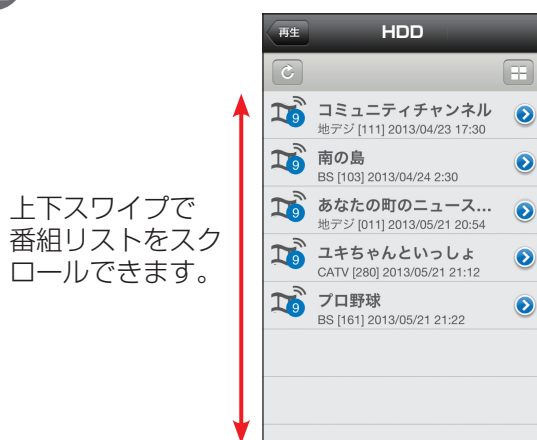 再生
HDD
上下スワイプで
番組リストをスク
ロールできます。
9
コミュニティチャンネル
地デジ [111] 2013/04/23 17:30
9
南の島
BS [103] 2013/04/24 2:30
9
あなたの町のニュース...
地デジ [011] 2013/05/21 20:54
9
ユキちゃんといっしょ
CATV [280] 2013/05/21 21:12
9
プロ野球
BS [161] 2013/05/21 21:22